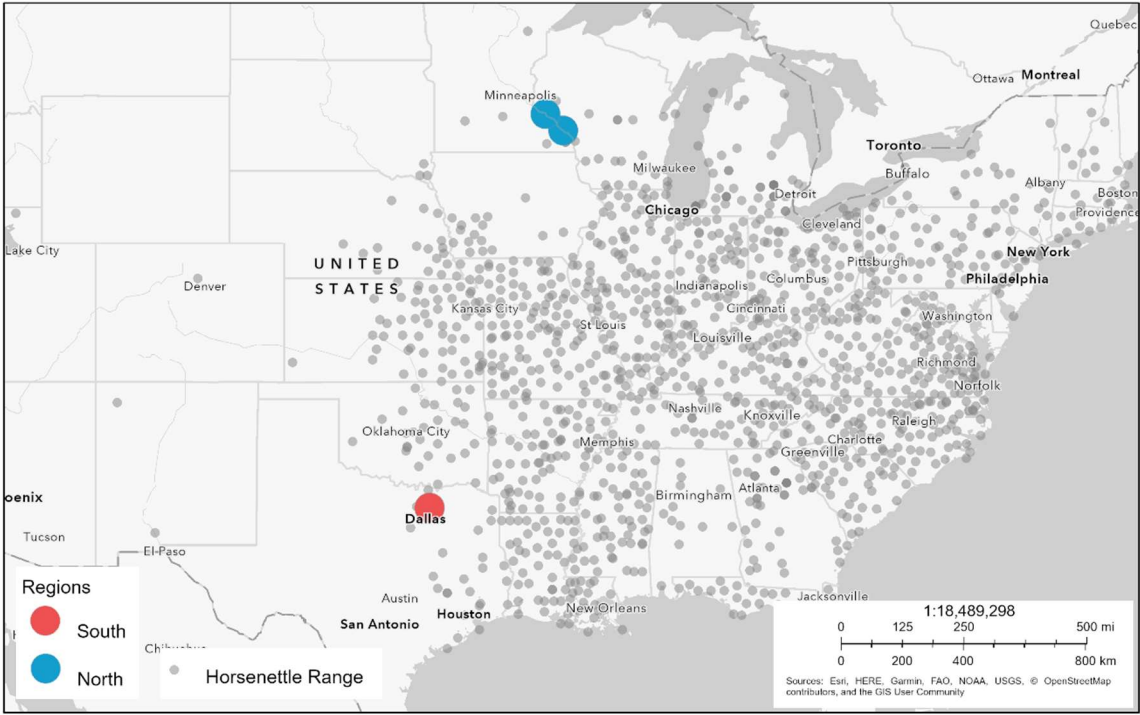 Quebec
Ottawa
Montreal
Minneapolis
Toronto
Buffalo
Milwaukee
Albany
Detroit
Boston
Chicago
Providence
Cleveland
Lake City
New York
UNITED
STATES
Pittsburgh
Philadelphia
Denver
Indianapolis
Columbus
Kansas City
Cincinnati
Washington
St Louis
Louisville
Richmond
Norfolk
Nashville
Knoxville
Raleigh
Oklahoma City
Memphis
Charlotte
Greenville
oenix
Birmingham
Atlanta
Dallas
Tucson
El Paso
Austin
Houston
New Orleans
Jacksonville
San Antonio
Regions
South
North
Horsenettle Range
1:18,489,298
0 125 250 500 mi
0 200 400 800 km
Sources: Esri, HERE, Garmin, FAO, NOAA, USGS, © OpenStreetMap
contributors, and the GIS User Community